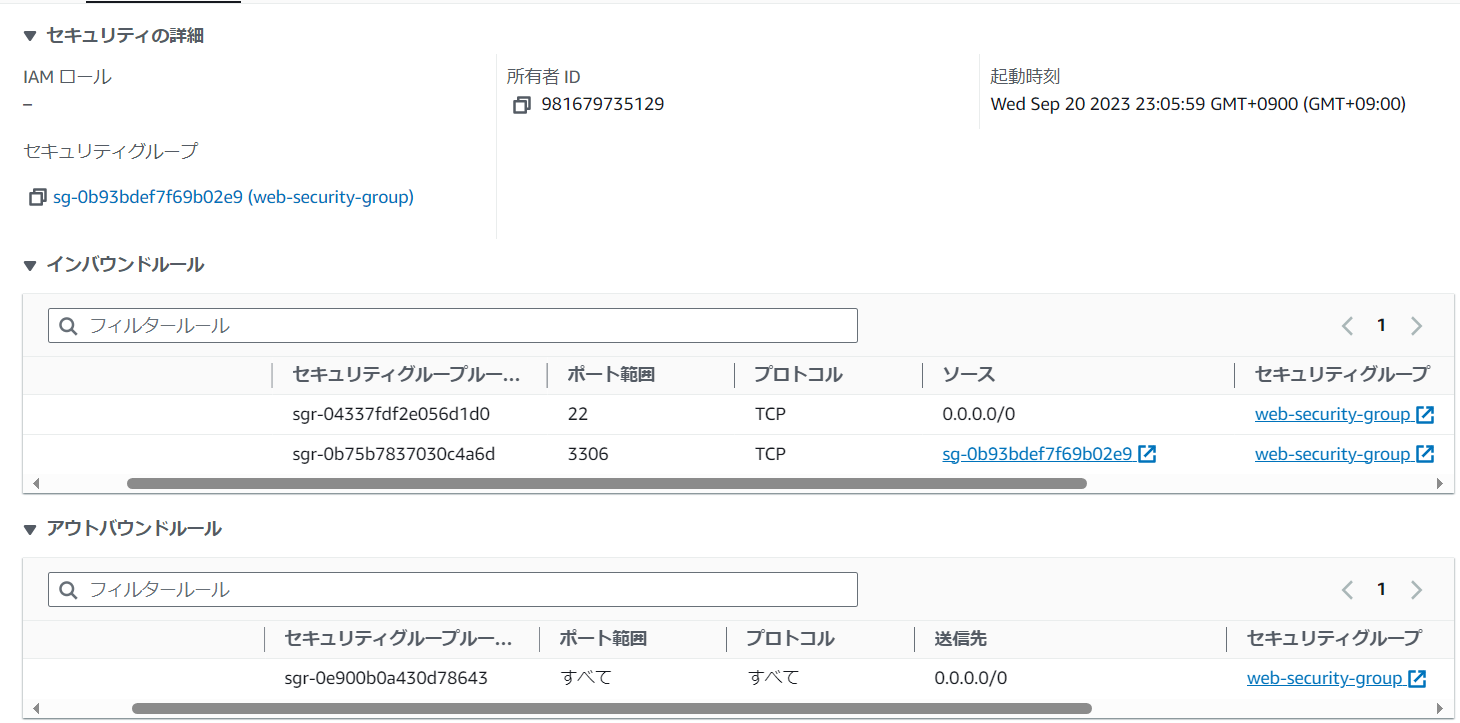 ▼ セキュリティの詳細
IAM ロール
–
所有者 ID
981679735129
起動時刻
Wed Sep 20 2023 23:05:59 GMT+0900 (GMT+09:00)
セキュリティグループ
sg-0b93bdef7f69b02e9 (web-security-group)
▼ インバウンドルール
フィルタールール
1
セキュリティグループルー... ポート範囲 プロトコル ソース セキュリティグループ
sgr-04337fdf2e056d1d0 22 TCP 0.0.0.0/0 web-security-group
sgr-0b75b7837030c4a6d 3306 TCP sg-0b93bdef7f69b02e9 web-security-group
▼ アウトバウンドルール
フィルタールール
1
セキュリティグループルー... ポート範囲 プロトコル 送信先 セキュリティグループ
sgr-0e900b0a430d78643 すべて すべて 0.0.0.0/0 web-security-group